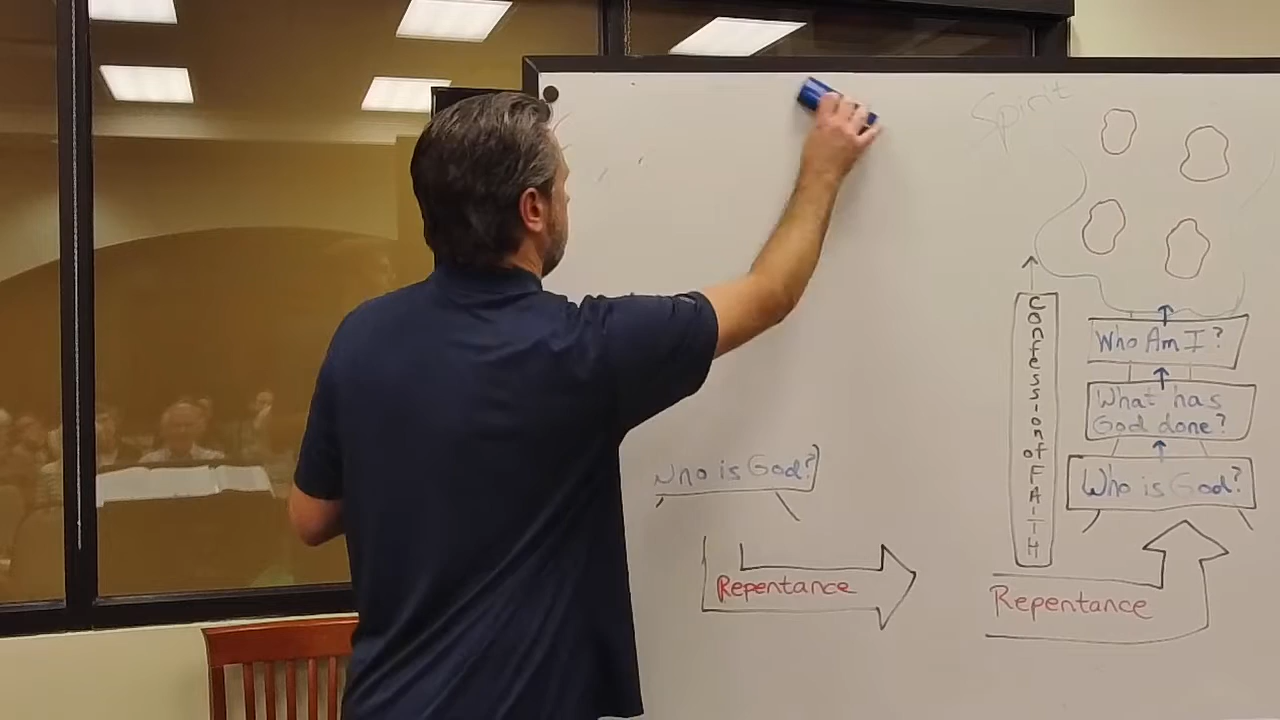 Who is God?
Repentance
Spirit
Confession of FAITH
Who Am I?
What has
God done?
Who is God?
Repentance